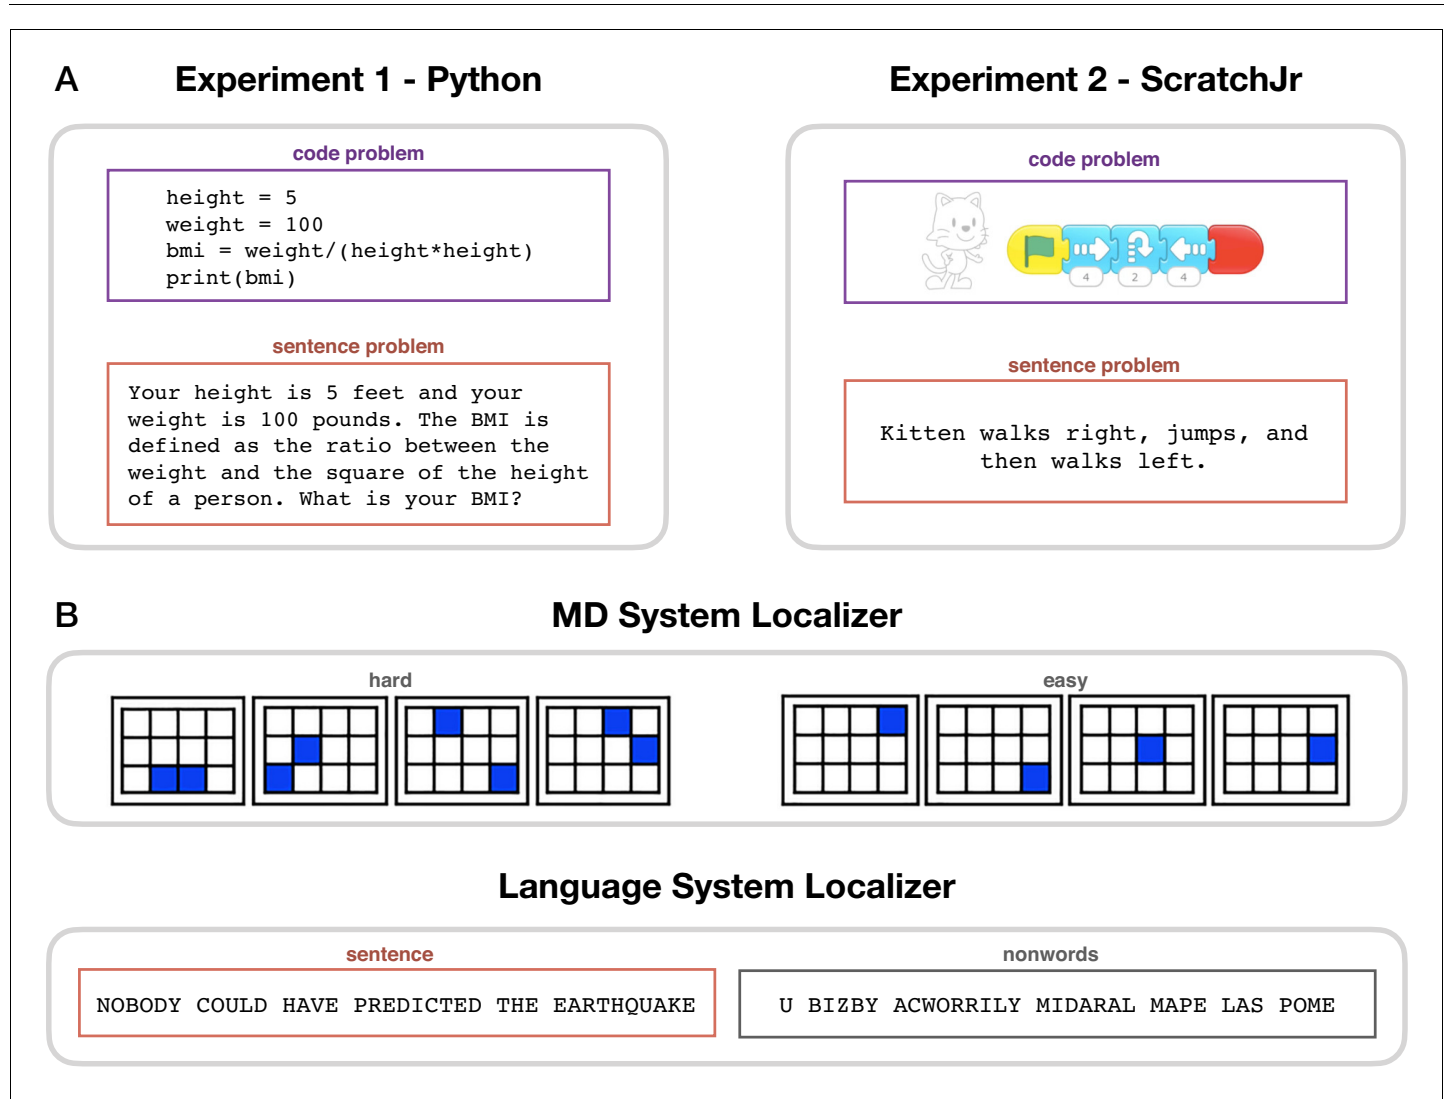 A
Experiment 1 - Python
Experiment 2 - ScratchJr
code problem
height = 5
weight = 100
bmi = weight/(height*height)
print(bmi)
sentence problem
Your height is 5 feet and your
weight is 100 pounds. The BMI is
defined as the ratio between the
weight and the square of the height
of a person. What is your BMI?
code problem
4 2 4
sentence problem
Kitten walks right, jumps, and
then walks left.
B
MD System Localizer
hard
easy
Language System Localizer
sentence
NOBODY COULD HAVE PREDICTED THE EARTHQUAKE
nonwords
U BIZBY ACWORRILY MIDARAL MAPE LAS POME